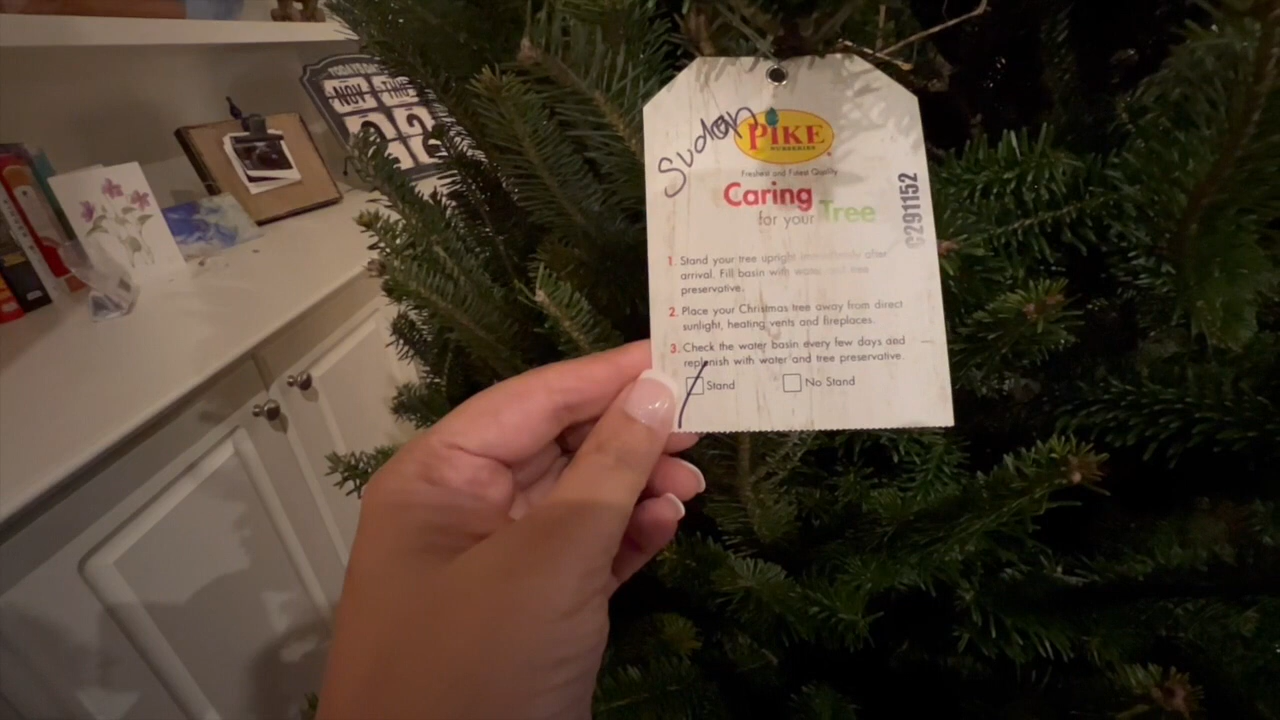 NOV THU
2
Sudan
PIKE
NURSERIES
Freshest and Finest Quality
Caring
for your Tree
G291152
1. Stand your tree upright immediately after
arrival. Fill basin with water and tree
preservative.
2. Place your Christmas tree away from direct
sunlight, heating vents and fireplaces.
3. Check the water basin every few days and
replenish with water and tree preservative.
Stand
No Stand